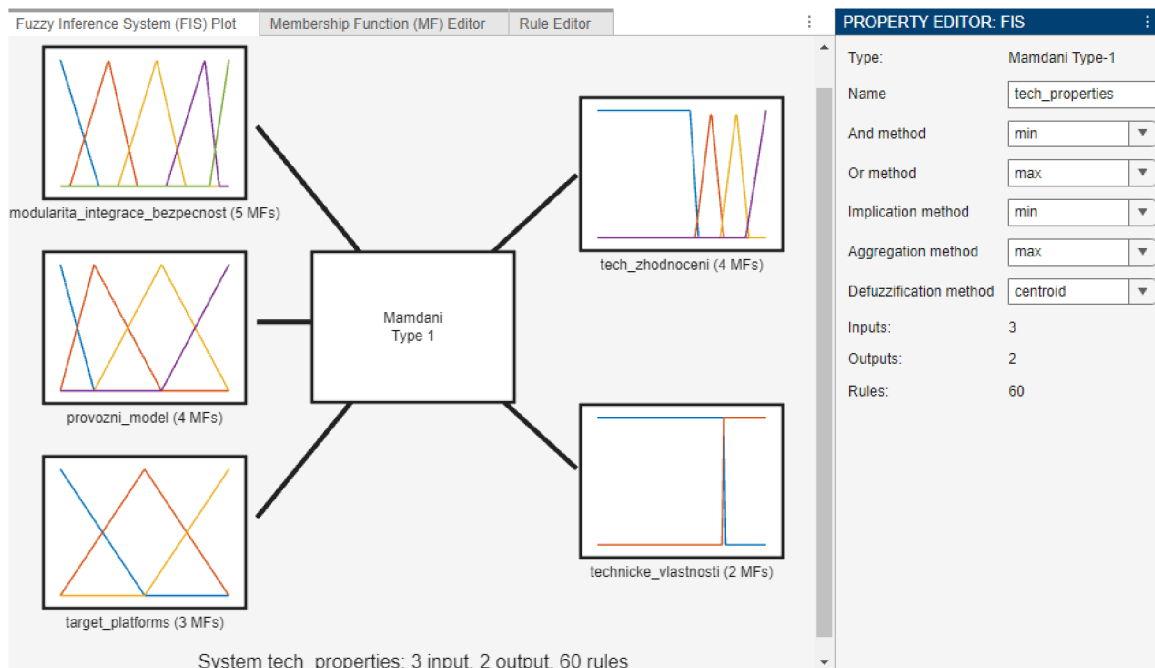 Fuzzy Inference System (FIS) Plot
Membership Function (MF) Editor
Rule Editor
modularita_integrace_bezpecnost (5 MFs)
provozni_model (4 MFs)
target_platforms (3 MFs)
Mamdani
Type 1
tech_zhodnoceni (4 MFs)
technicke_vlastnosti (2 MFs)
System tech_properties: 3 input, 2 output, 60 rules
PROPERTY EDITOR: FIS
Type: Mamdani Type-1
Name tech_properties
And method min
Or method max
Implication method min
Aggregation method max
Defuzzification method centroid
Inputs: 3
Outputs: 2
Rules: 60